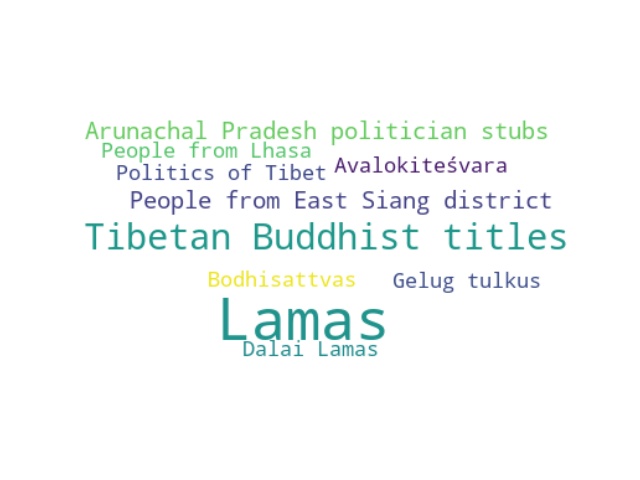 Arunachal Pradesh politician stubs
People from Lhasa
Avalokiteśvara
Politics of Tibet
People from East Siang district
Tibetan Buddhist titles
Bodhisattvas
Gelug tulkus
Lamas
Dalai Lamas